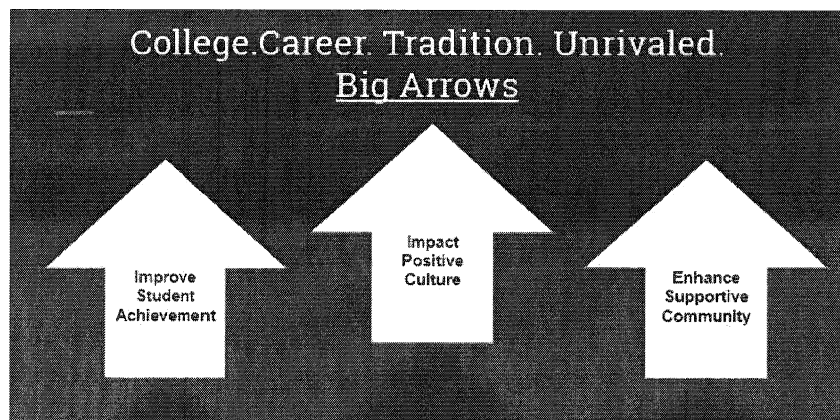 College.Career. Tradition. Unrivaled.
Big Arrows
Improve
Student
Achievement
Impact
Positive
Culture
Enhance
Supportive
Community